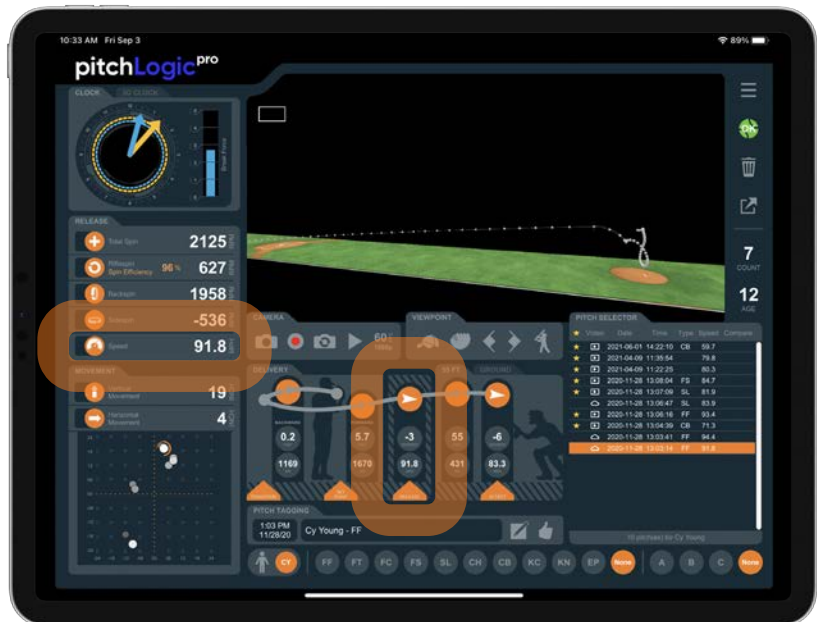 10:33 AM Fri Sep 3
89%
pitchLogic pro
CLOCK 3D CLOCK
Break Force
RELEASE
Total Spin 2125
Riflespin
Spin Efficiency 96 % 627
Backspin 1958
Sidespin -536
Speed 91.8
MOVEMENT
Vertical
Movement 19 INCH
Horizontal
Movement 4 INCH
7
COUNT
12
AGE
CAMERA
VIEWPOINT
DELIVERY
55 FT GROUND
0.2 5.7 -3 55 -6
1169 1670 91.8 431 83.3
PITCH TAGGING
1:03 PM
11/28/20
Cy Young - FF
PITCH SELECTOR
Video Date Time Type Speed Compare
2021-06-01 14:22:10 CB 59.7
2021-04-09 11:35:54 79.8
2021-04-09 11:22:25 80.3
2020-11-28 13:08:04 FS 84.7
2020-11-28 13:07:09 SL 81.9
2020-11-28 13:06:47 SL 83.9
2020-11-28 13:06:16 FF 93.4
2020-11-28 13:04:39 CB 71.3
2020-11-28 13:03:41 FF 94.4
2020-11-28 13:03:14 FF 91.8
10 pitch(es) for Cy Young
CY FF FT FC FS SL CH CB KC KN EP None A B C None